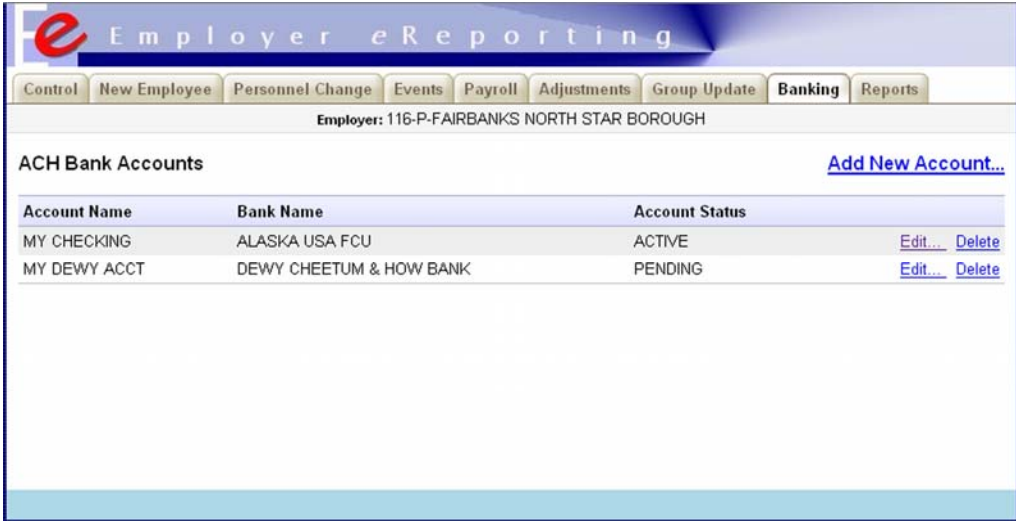 Employer eReporting
Control New Employee Personnel Change Events Payroll Adjustments Group Update Banking Reports
Employer: 116-P-FAIRBANKS NORTH STAR BOROUGH
ACH Bank Accounts Add New Account...
Account Name Bank Name Account Status
MY CHECKING ALASKA USA FCU ACTIVE Edit... Delete
MY DEWY ACCT DEWY CHEETUM & HOW BANK PENDING Edit... Delete